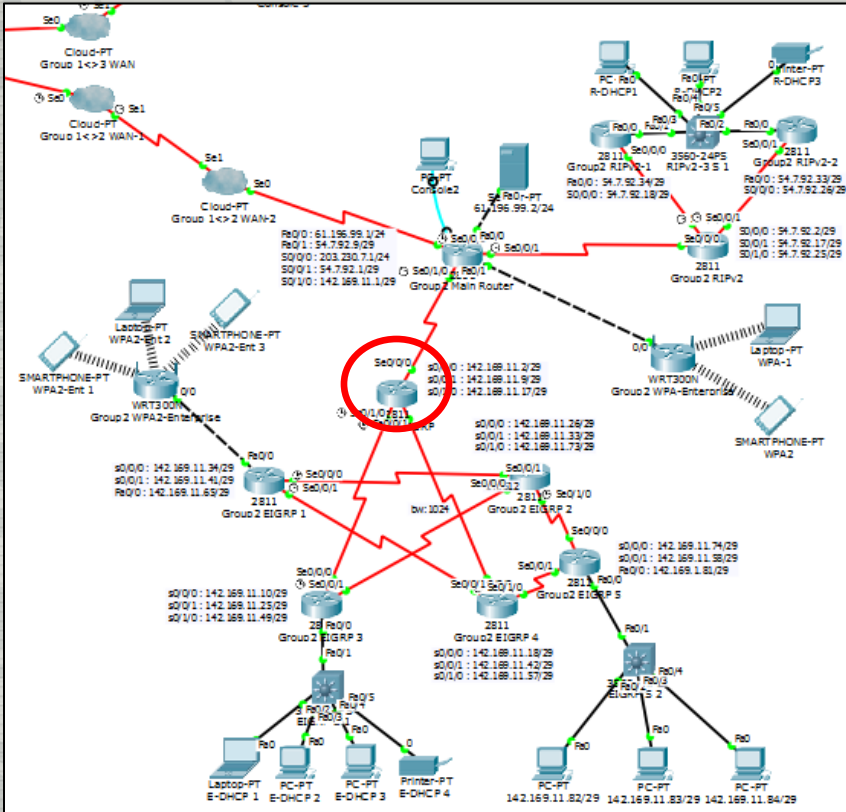 Se0
Cloud-PT
Group 1<>3 WAN
Se0
Se1
Cloud-PT
Group 1<>2 WAN-1
Se1
Se0
Cloud-PT
Group 1<>2 WAN-2
Console2
61.196.99.2/24
Fa0/0 : 61.196.99.1/24
Fa0/1 : 54.7.92.9/29
S0/0/0 : 203.230.7.1/24
S0/0/1 : 54.7.92.1/29
S0/1/0 : 142.169.11.1/29
Fa0/0
Se0/0/1
Se0/1/0
Fa0/1
Group2 Main Router
PC-PT
R-DHCP1
R-DHCP2
Printer-PT
R-DHCP3
0
Fa0
Fa0/4
Fa0/5
Fa0/3
Fa0/2
Fa0/0
Fa0/0
Se0/0/0
Se0/0/1
2811
Group2 RIPv2-1
3560-24PS
RIPv2-3 S 1
2811
Group2 RIPv2-2
Fa0/0 : 54.7.92.34/29
S0/0/0 : 54.7.92.18/29
Fa0/0 : 54.7.92.33/29
S0/0/0 : 54.7.92.26/29
Se0/0/0
Se0/0/1
2811
Group2 RIPv2
S0/0/0 : 54.7.92.2/29
S0/0/1 : 54.7.92.17/29
S0/1/0 : 54.7.92.25/29
Laptop-PT
WPA2-Ent 2
SMARTPHONE-PT
WPA2-Ent 3
SMARTPHONE-PT
WPA2-Ent 1
0/0
WRT300N
Group2 WPA2-Enterprise
Se0/0/0
s0/0/0 : 142.169.11.2/29
s0/0/1 : 142.169.11.9/29
s0/1/0 : 142.169.11.17/29
0/0
WRT300N
Group2 WPA-Enterprise
Laptop-PT
WPA-1
SMARTPHONE-PT
WPA2
s0/0/0 : 142.169.11.26/29
s0/0/1 : 142.169.11.33/29
s0/1/0 : 142.169.11.73/29
s0/0/0 : 142.169.11.34/29
s0/0/1 : 142.169.11.41/29
Fa0/0 : 142.169.11.65/29
Fa0/0
Se0/0/0
Se0/0/1
2811
Group2 EIGRP 1
Se0/0/1
Se0/0/0
Se0/1/0
Group2 EIGRP 2
bw:1024
Se0/0/0
Se0/0/1
Fa0/0
Group2 EIGRP 5
s0/0/0 : 142.169.11.74/29
s0/0/1 : 142.169.11.58/29
Fa0/0 : 169.169.1.81/29
s0/0/0 : 142.169.11.10/29
s0/0/1 : 142.169.11.25/29
s0/1/0 : 142.169.11.49/29
Se0/0/0
Se0/0/1
Fa0/0
Group2 EIGRP 3
Fa0/1
Se0/0/1
Se0/1/0
2811
Group2 EIGRP 4
s0/0/0 : 142.169.11.18/29
s0/0/1 : 142.169.11.42/29
s0/1/0 : 142.169.11.57/29
Fa0/1
Fa0/4
Fa0/3
Fa0/5
Fa0/4
Fa0/3
Fa0
Fa0
Fa0
0
Laptop-PT
E-DHCP 1
PC-PT
E-DHCP 2
PC-PT
E-DHCP 3
Printer-PT
E-DHCP 4
Fa0
Fa0
Fa0
PC-PT
142.169.11.82/29
PC-PT
142.169.11.83/29
PC-PT
142.169.11.84/29